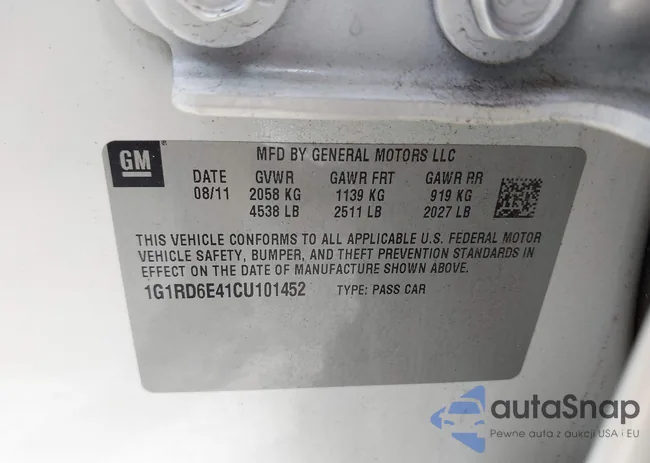 GM
MFD BY GENERAL MOTORS LLC
DATE GVWR GAWR FRT GAWR RR
08/11 2058 KG 1139 KG 919 KG
4538 LB 2511 LB 2027 LB
THIS VEHICLE CONFORMS TO ALL APPLICABLE U.S. FEDERAL MOTOR
VEHICLE SAFETY, BUMPER, AND THEFT PREVENTION STANDARDS IN
EFFECT ON THE DATE OF MANUFACTURE SHOWN ABOVE.
1G1RD6E41CU101452 TYPE: PASS CAR
autaSnap
Pewne auta z aukcji USA i EU